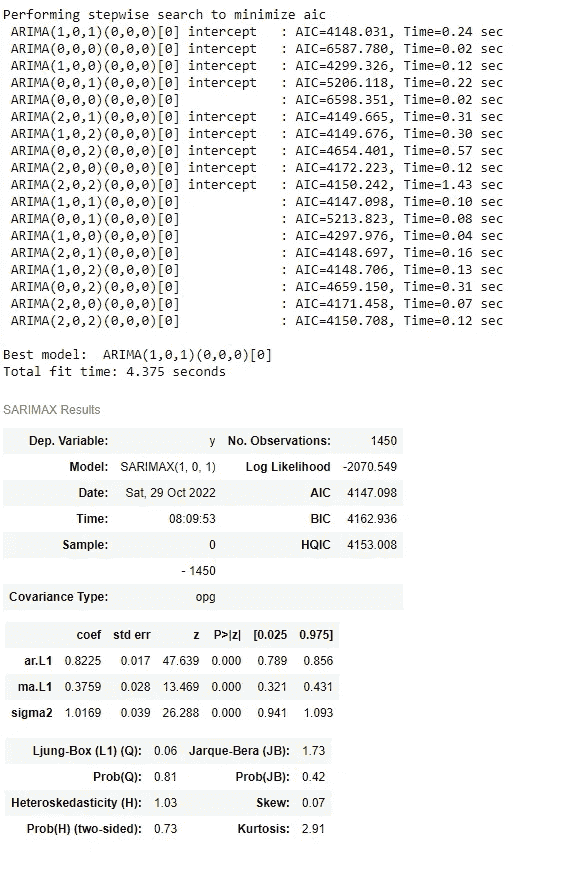 Performing stepwise search to minimize aic
ARIMA(1,0,1)(0,0,0)[0] intercept : AIC=4148.031, Time=0.24 sec
ARIMA(0,0,0)(0,0,0)[0] intercept : AIC=6587.780, Time=0.02 sec
ARIMA(1,0,0)(0,0,0)[0] intercept : AIC=4299.326, Time=0.12 sec
ARIMA(0,0,1)(0,0,0)[0] intercept : AIC=5206.118, Time=0.22 sec
ARIMA(0,0,0)(0,0,0)[0] : AIC=6598.351, Time=0.02 sec
ARIMA(2,0,1)(0,0,0)[0] intercept : AIC=4149.665, Time=0.31 sec
ARIMA(1,0,2)(0,0,0)[0] intercept : AIC=4149.676, Time=0.30 sec
ARIMA(0,0,2)(0,0,0)[0] intercept : AIC=4654.401, Time=0.57 sec
ARIMA(2,0,0)(0,0,0)[0] intercept : AIC=4172.223, Time=0.12 sec
ARIMA(2,0,2)(0,0,0)[0] intercept : AIC=4150.242, Time=1.43 sec
ARIMA(1,0,1)(0,0,0)[0] : AIC=4147.098, Time=0.10 sec
ARIMA(0,0,1)(0,0,0)[0] : AIC=5213.823, Time=0.08 sec
ARIMA(1,0,0)(0,0,0)[0] : AIC=4297.976, Time=0.04 sec
ARIMA(2,0,1)(0,0,0)[0] : AIC=4148.697, Time=0.16 sec
ARIMA(1,0,2)(0,0,0)[0] : AIC=4148.706, Time=0.13 sec
ARIMA(0,0,2)(0,0,0)[0] : AIC=4659.150, Time=0.31 sec
ARIMA(2,0,0)(0,0,0)[0] : AIC=4171.458, Time=0.07 sec
ARIMA(2,0,2)(0,0,0)[0] : AIC=4150.708, Time=0.12 sec
Best model: ARIMA(1,0,1)(0,0,0)[0]
Total fit time: 4.375 seconds
SARIMAX Results
Dep. Variable: y No. Observations: 1450
Model: SARIMAX(1, 0, 1) Log Likelihood -2070.549
Date: Sat, 29 Oct 2022 AIC 4147.098
Time: 08:09:53 BIC 4162.936
Sample: 0 HQIC 4153.008
- 1450
Covariance Type: opg
coef std err z P>|z| [0.025 0.975]
ar.L1 0.8225 0.017 47.639 0.000 0.789 0.856
ma.L1 0.3759 0.028 13.469 0.000 0.321 0.431
sigma2 1.0169 0.039 26.288 0.000 0.941 1.093
Ljung-Box (L1) (Q): 0.06 Jarque-Bera (JB): 1.73
Prob(Q): 0.81 Prob(JB): 0.42
Heteroskedasticity (H): 1.03 Skew: 0.07
Prob(H) (two-sided): 0.73 Kurtosis: 2.91